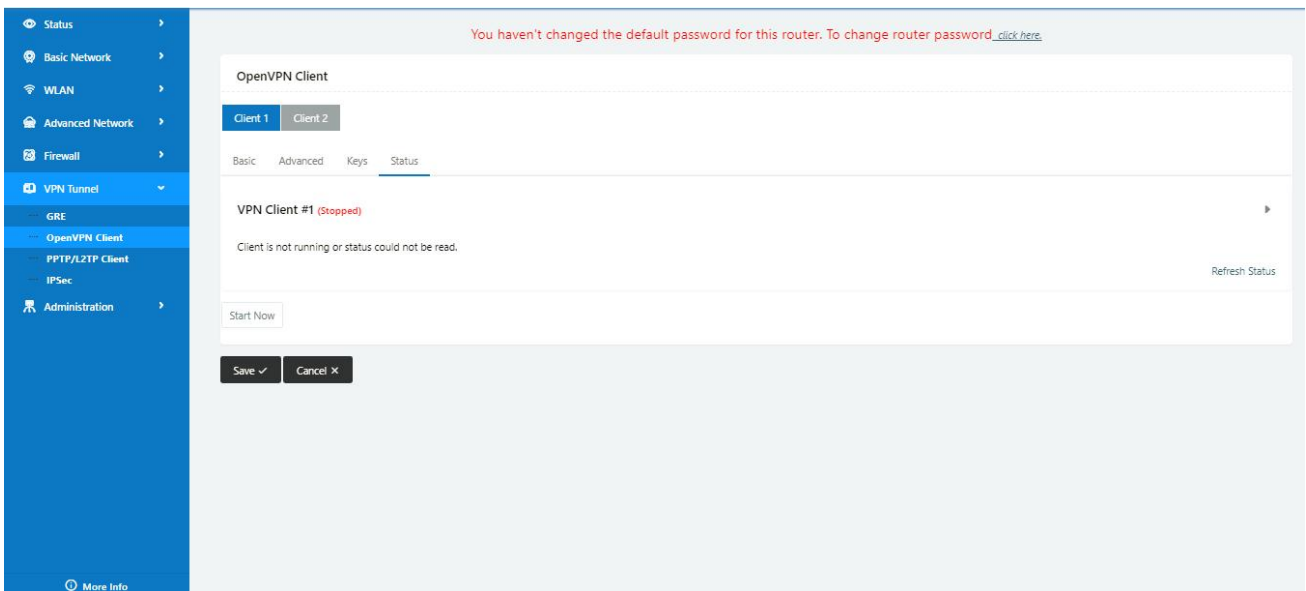 Status
Basic Network
WLAN
Advanced Network
Firewall
VPN Tunnel
GRE
OpenVPN Client
PPTP/L2TP Client
IPSec
Administration
More Info
You haven't changed the default password for this router. To change router password click here.
OpenVPN Client
Client 1 Client 2
Basic Advanced Keys Status
VPN Client #1 (Stopped)
Client is not running or status could not be read.
Refresh Status
Start Now
Save ✓ Cancel ✕